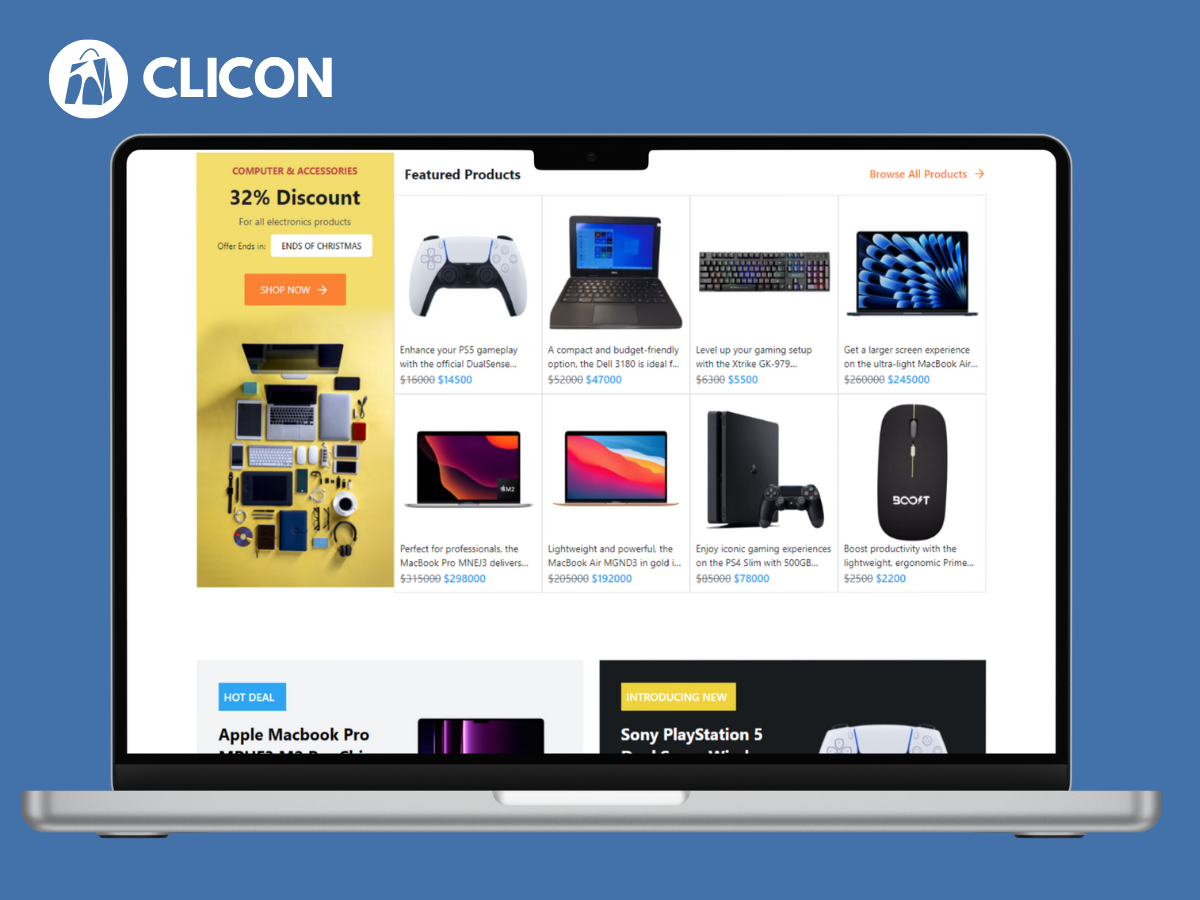 CLICON
COMPUTER & ACCESSORIES
32% Discount
For all electronics products
Offer Ends in: ENDS OF CHRISTMAS
SHOP NOW →
Featured Products
Browse All Products →
Enhance your PS5 gameplay
with the official DualSense...
$16000 $14500
A compact and budget-friendly
option, the Dell 3180 is ideal f...
$52000 $47000
Level up your gaming setup
with the Xtrike GK-979...
$6300 $5500
Get a larger screen experience
on the ultra-light MacBook Air...
$260000 $245000
M2
Perfect for professionals, the
MacBook Pro MNEJ3 delivers...
$315000 $298000
Lightweight and powerful, the
MacBook Air MGND3 in gold i...
$205000 $192000
Enjoy iconic gaming experiences
on the PS4 Slim with 500GB...
$85000 $78000
BOOST
Boost productivity with the
lightweight, ergonomic Prime...
$2500 $2200
HOT DEAL
Apple Macbook Pro
INTRODUCING NEW
Sony PlayStation 5